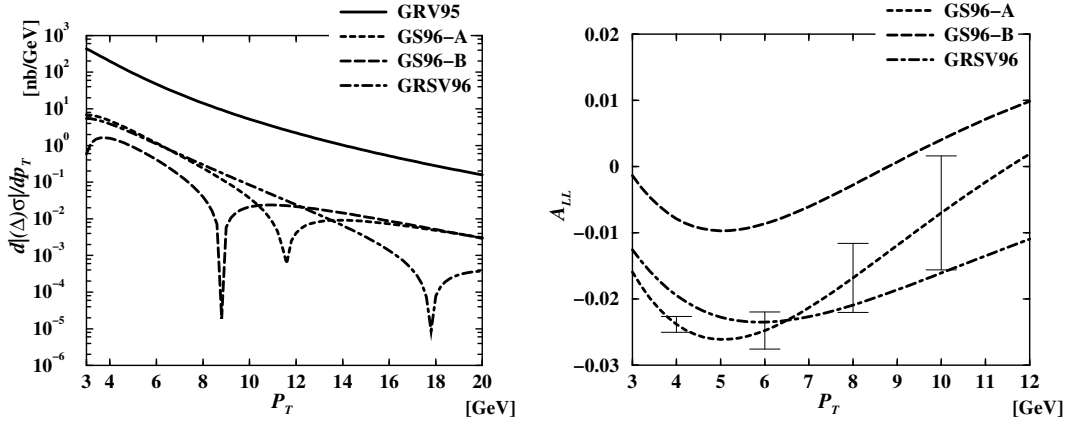 GRV95
GS96−A
GS96−B
GRSV96
d|(Δ)σ|/dp_T [nb/GeV]
10^3
10^2
10^1
10^0
10^−1
10^−2
10^−3
10^−4
10^−5
10^−6
3 4 6 8 10 12 14 16 18 20
P_T [GeV]
GS96−A
GS96−B
GRSV96
A_LL
0.02
0.01
0
−0.01
−0.02
−0.03
3 4 5 6 7 8 9 10 11 12
P_T [GeV]